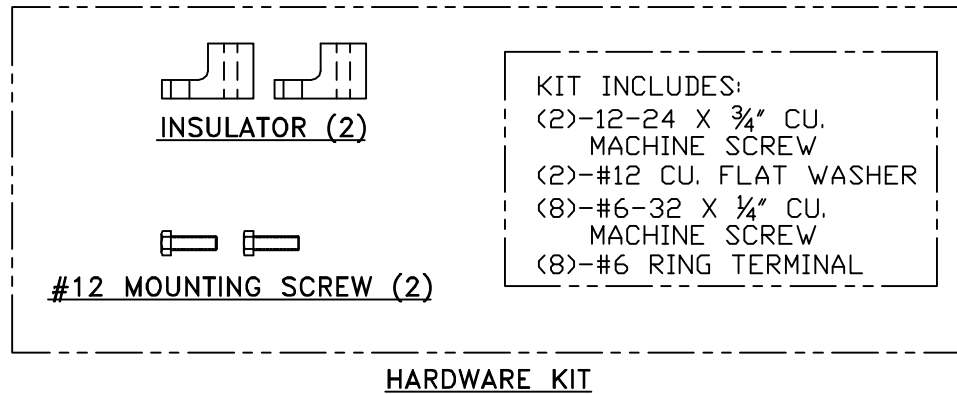 INSULATOR (2)
#12 MOUNTING SCREW (2)
KIT INCLUDES:
(2)-12-24 X ¾" CU.
MACHINE SCREW
(2)-#12 CU. FLAT WASHER
(8)-#6-32 X ¼" CU.
MACHINE SCREW
(8)-#6 RING TERMINAL
HARDWARE KIT